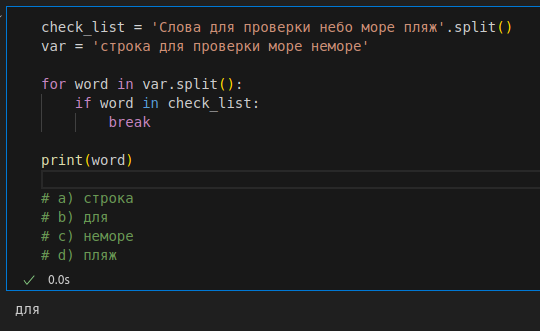 check_list = 'Слова для проверки небо море пляж'.split()
var = 'строка для проверки море неморе'
for word in var.split():
    if word in check_list:
        break
print(word)
# a) строка
# b) для
# c) неморе
# d) пляж
0.0s
для